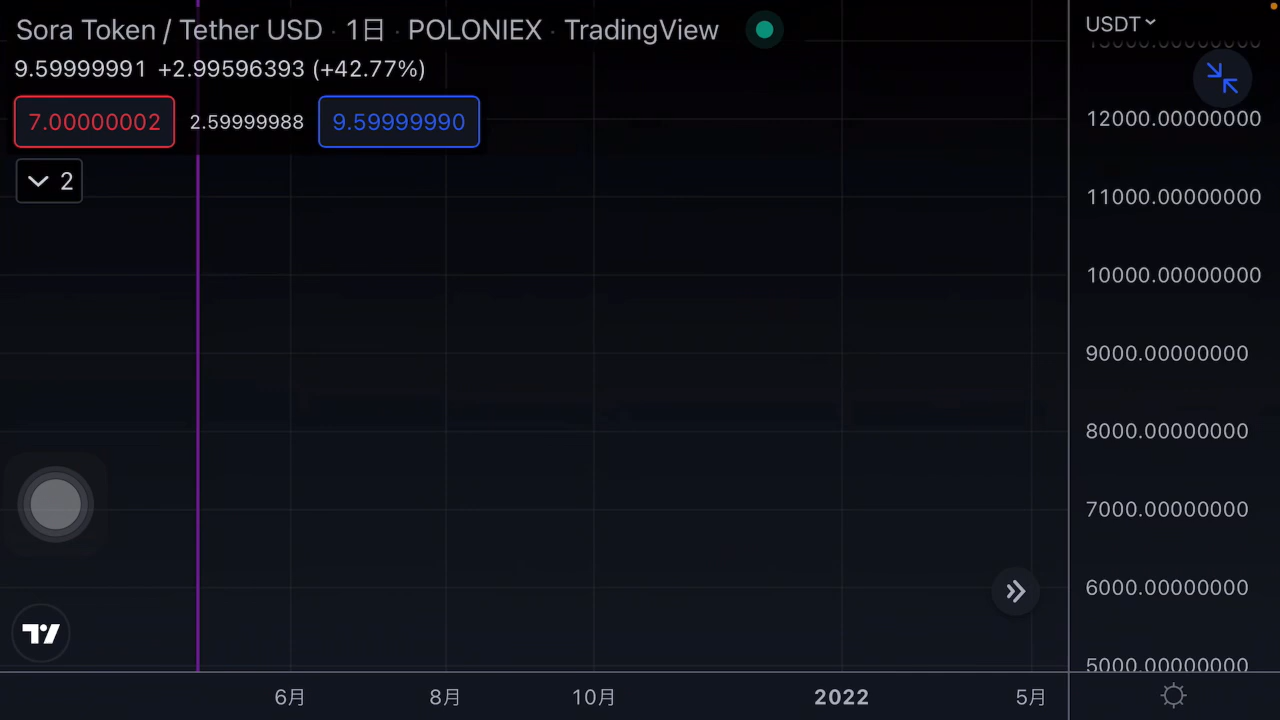 Sora Token / Tether USD · 1日 · POLONIEX · TradingView
9.59999991 +2.99596393 (+42.77%)
7.00000002 2.59999988 9.59999990
2
USDT
13000.00000000
12000.00000000
11000.00000000
10000.00000000
9000.00000000
8000.00000000
7000.00000000
6000.00000000
5000.00000000
6月 8月 10月 2022 5月